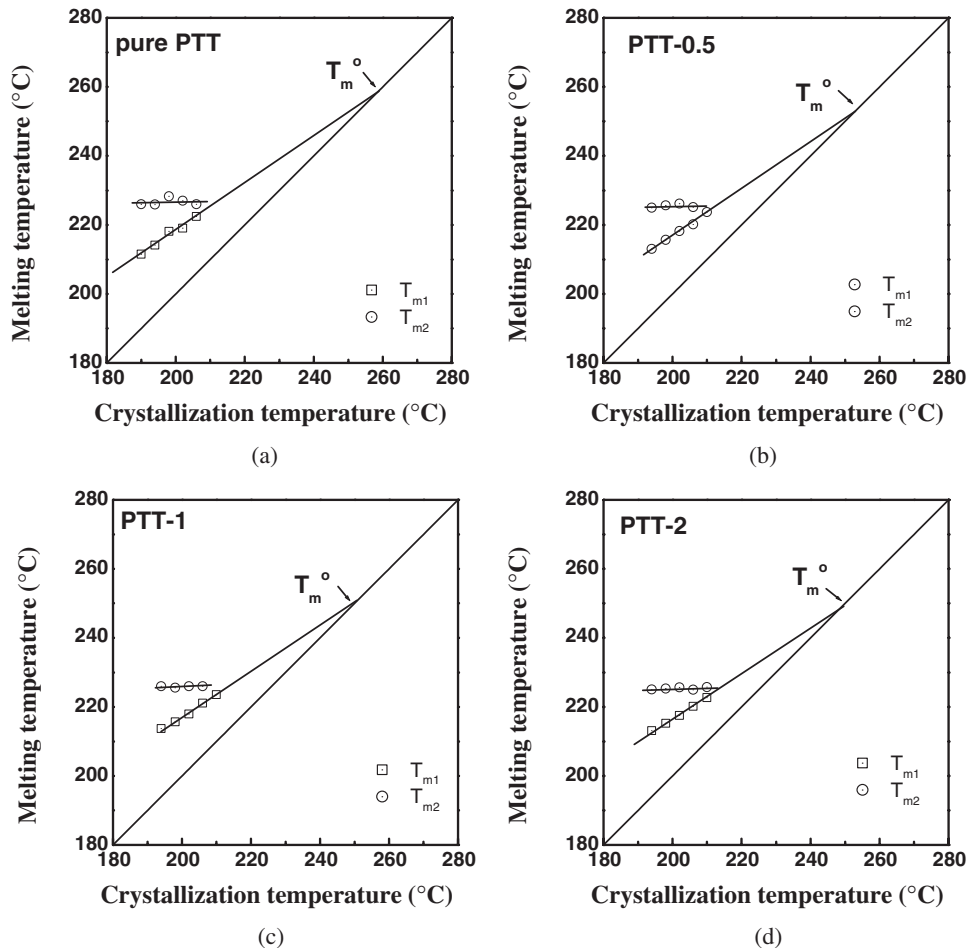 pure PTT
T_m°
T_m1
T_m2
280
260
240
220
200
180
180 200 220 240 260 280
Melting temperature (°C)
Crystallization temperature (°C)
(a)
PTT-0.5
T_m°
T_m1
T_m2
280
260
240
220
200
180
180 200 220 240 260 280
Melting temperature (°C)
Crystallization temperature (°C)
(b)
PTT-1
T_m°
T_m1
T_m2
280
260
240
220
200
180
180 200 220 240 260 280
Melting temperature (°C)
Crystallization temperature (°C)
(c)
PTT-2
T_m°
T_m1
T_m2
280
260
240
220
200
180
180 200 220 240 260 280
Melting temperature (°C)
Crystallization temperature (°C)
(d)